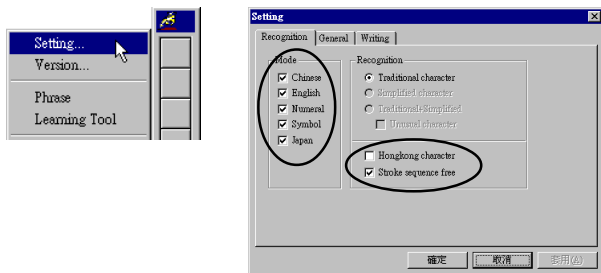 Setting...
Version...
Phrase
Learning Tool
Setting
Recognition General Writing
Mode
Chinese
English
Numeral
Symbol
Japan
Recognition
Traditional character
Simplified character
Traditional+Simplified
Unusual character
Hongkong character
Stroke sequence free
確定 取消 套用(A)